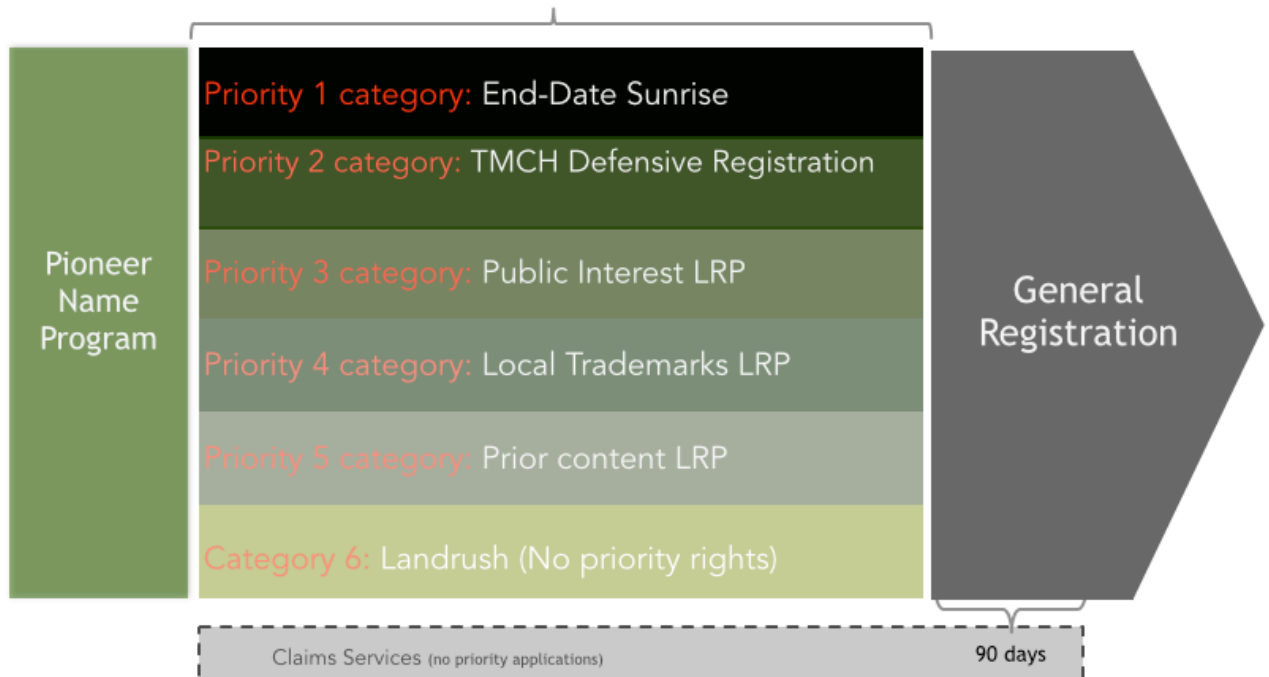 Pioneer
Name
Program
Priority 1 category: End-Date Sunrise
Priority 2 category: TMCH Defensive Registration
Priority 3 category: Public Interest LRP
Priority 4 category: Local Trademarks LRP
Priority 5 category: Prior content LRP
Category 6: Landrush (No priority rights)
General
Registration
Claims Services (no priority applications)
90 days